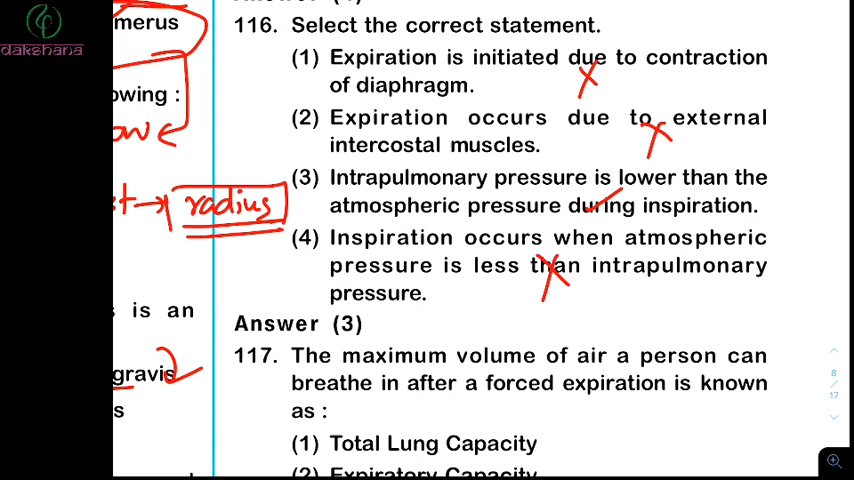 dakshana
merus
owing :
radius
s is an
gravis
s
116. Select the correct statement.
(1) Expiration is initiated due to contraction
of diaphragm.
(2) Expiration occurs due to external
intercostal muscles.
(3) Intrapulmonary pressure is lower than the
atmospheric pressure during inspiration.
(4) Inspiration occurs when atmospheric
pressure is less than intrapulmonary
pressure.
Answer (3)
117. The maximum volume of air a person can
breathe in after a forced expiration is known
as :
(1) Total Lung Capacity
(2) Expiratory Capacity
8
/
17